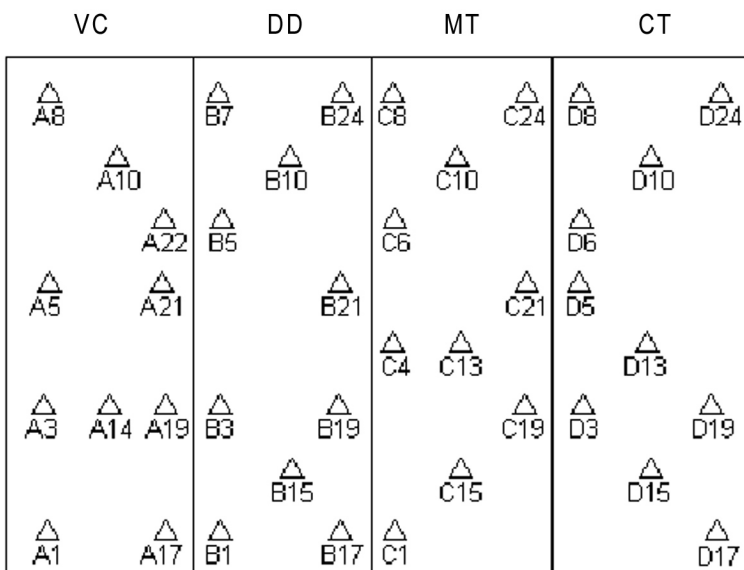 VC DD MT CT
A8 B7 B24 C8 C24 D8 D24
A10 B10 C10 D10
A22 B5 C6 D6
A5 A21 B21 C21 D5
C4 C13 D13
A3 A14 A19 B3 B19 C19 D3 D19
B15 C15 D15
A1 A17 B1 B17 C1 D17